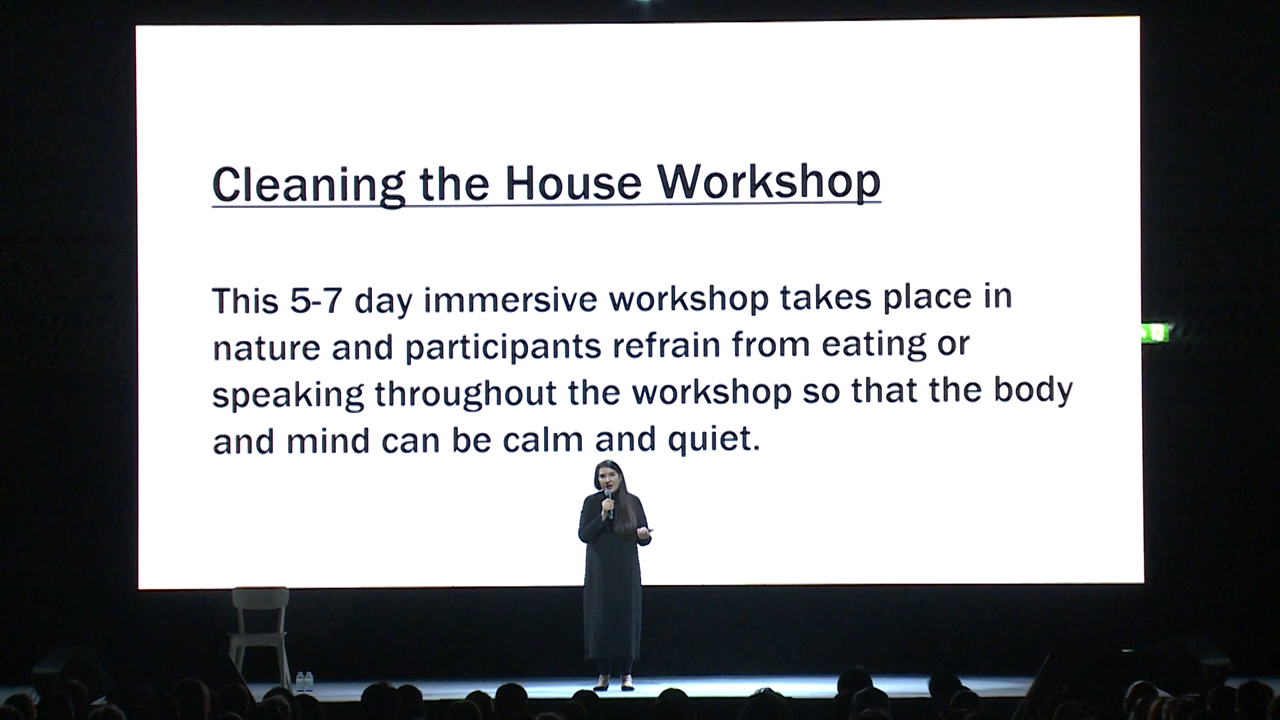 Cleaning the House Workshop
This 5-7 day immersive workshop takes place in
nature and participants refrain from eating or
speaking throughout the workshop so that the body
and mind can be calm and quiet.